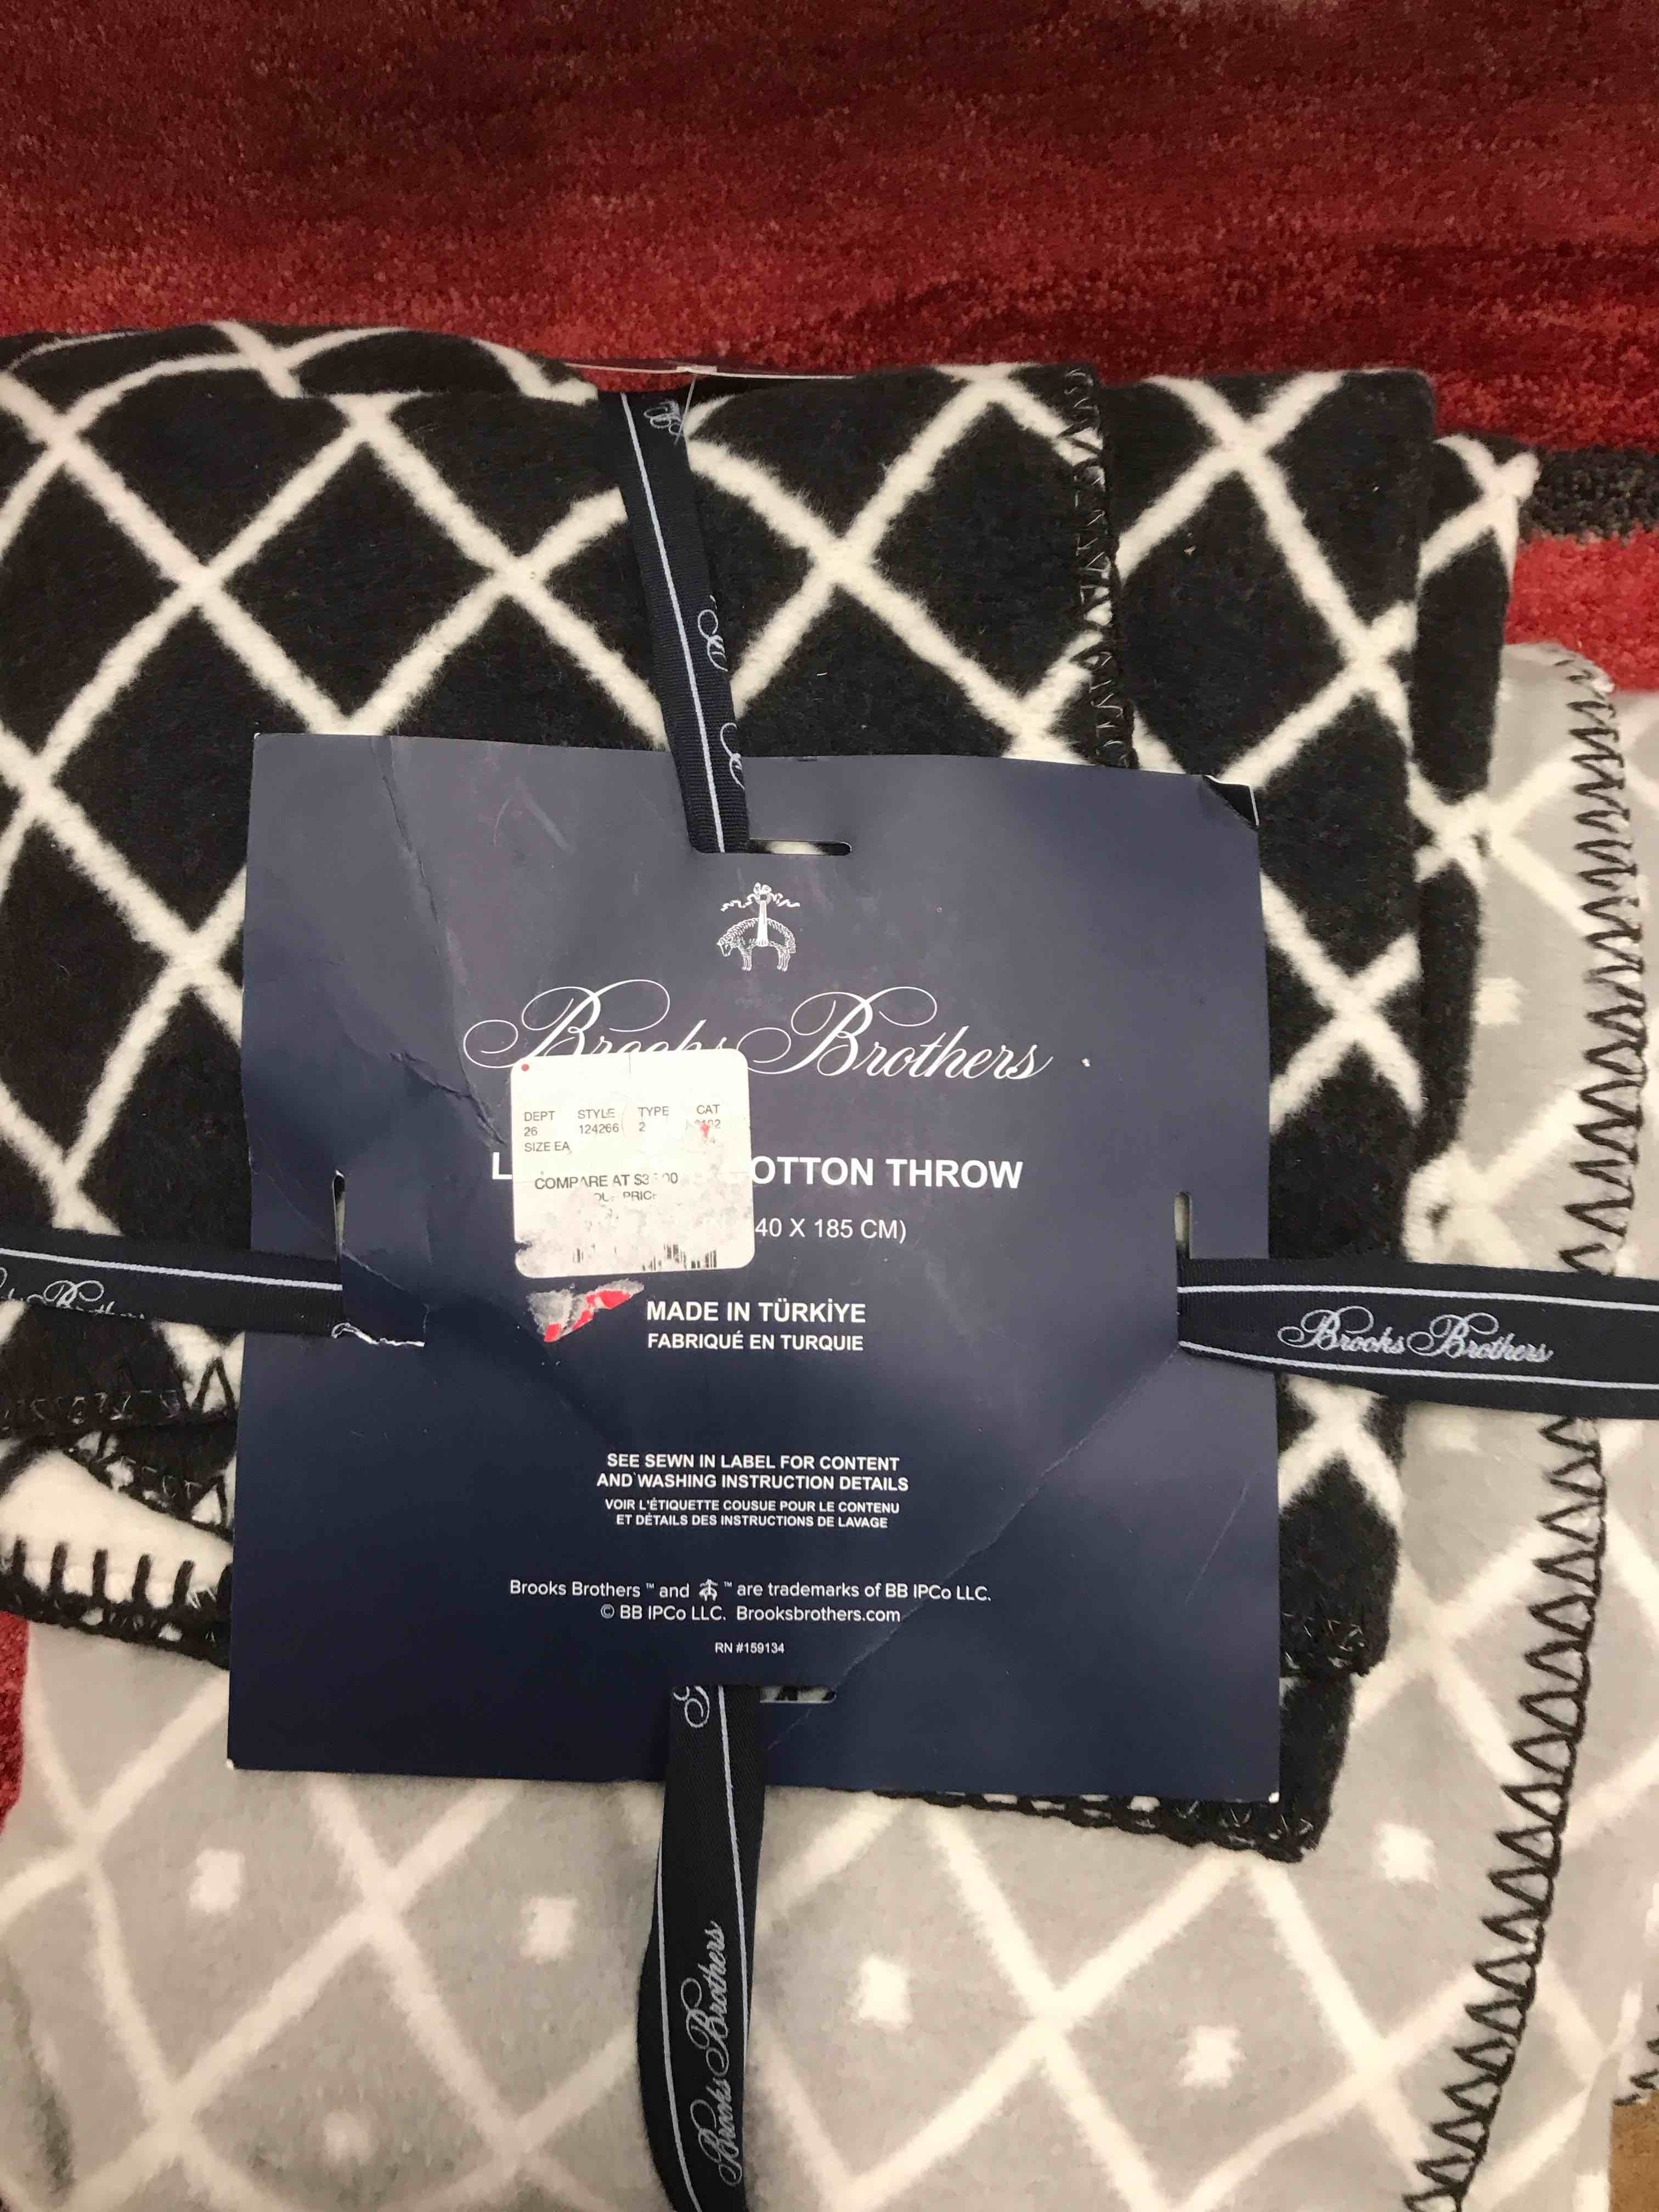 Brooks Brothers
DEPT STYLE TYPE CAT
26 124266 2
SIZE EA
COMPARE AT
OTTON THROW
40 X 185 CM)
MADE IN TÜRKİYE
FABRIQUÉ EN TURQUIE
Brooks Brothers
SEE SEWN IN LABEL FOR CONTENT
AND WASHING INSTRUCTION DETAILS
VOIR L'ÉTIQUETTE COUSUE POUR LE CONTENU
ET DÉTAILS DES INSTRUCTIONS DE LAVAGE
Brooks Brothers ™ and ™ are trademarks of BB IPCo LLC.
© BB IPCo LLC. Brooksbrothers.com
RN #159134
Brooks Brothers